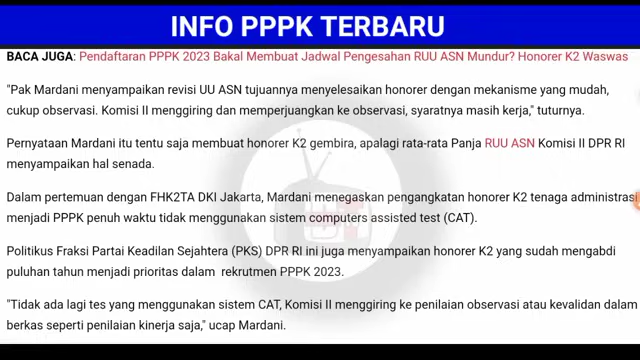 INFO PPPK TERBARU
BACA JUGA: Pendaftaran PPPK 2023 Bakal Membuat Jadwal Pengesahan RUU ASN Mundur? Honorer K2 Waswas
"Pak Mardani menyampaikan revisi UU ASN tujuannya menyelesaikan honorer dengan mekanisme yang mudah,
cukup observasi. Komisi II menggiring dan memperjuangkan ke observasi, syaratnya masih kerja," tuturnya.
Pernyataan Mardani itu tentu saja membuat honorer K2 gembira, apalagi rata-rata Panja RUU ASN Komisi II DPR RI
menyampaikan hal senada.
Dalam pertemuan dengan FHK2TA DKI Jakarta, Mardani menegaskan pengangkatan honorer K2 tenaga administrasi
menjadi PPPK penuh waktu tidak menggunakan sistem computers assisted test (CAT).
Politikus Fraksi Partai Keadilan Sejahtera (PKS) DPR RI ini juga menyampaikan honorer K2 yang sudah mengabdi
puluhan tahun menjadi prioritas dalam rekrutmen PPPK 2023.
"Tidak ada lagi tes yang menggunakan sistem CAT, Komisi II menggiring ke penilaian observasi atau kevalidan dalam
berkas seperti penilaian kinerja saja," ucap Mardani.